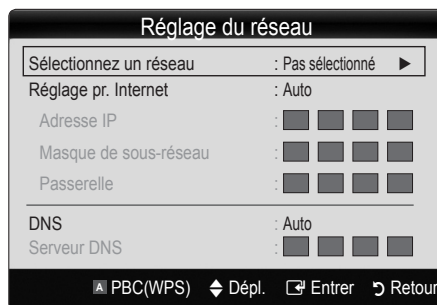 Réglage du réseau
Sélectionnez un réseau : Pas sélectionné ►
Réglage pr. Internet : Auto
Adresse IP :
Masque de sous-réseau :
Passerelle :
DNS : Auto
Serveur DNS :
A PBC(WPS) Dépl. Entrer Retour